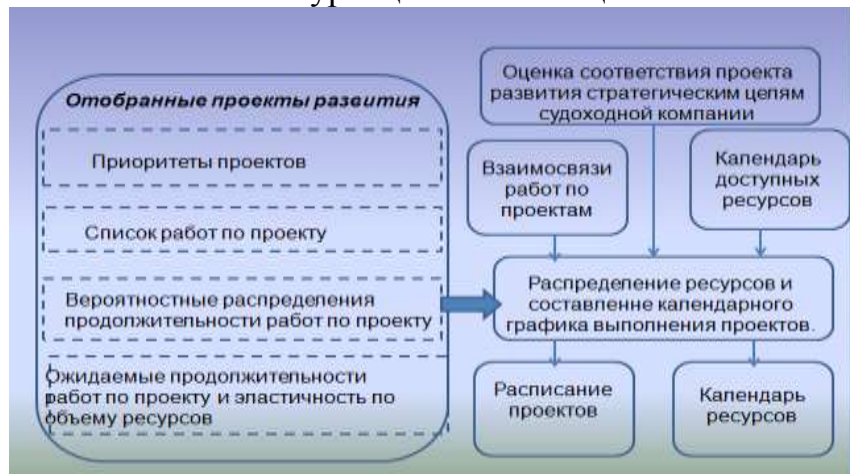 Отобранные проекты развития
Приоритеты проектов
Список работ по проекту
Вероятностные распределения
продолжительности работ по проекту
Ожидаемые продолжительности
работ по проекту и эластичность по
объему ресурсов
Оценка соответствия проекта
развития стратегическим целям
судоходной компании
Взаимосвязи
работ по
проектам
Календарь
доступных
ресурсов
Распределение ресурсов и
составление календарного
графика выполнения проектов.
Расписание
проектов
Календарь
ресурсов